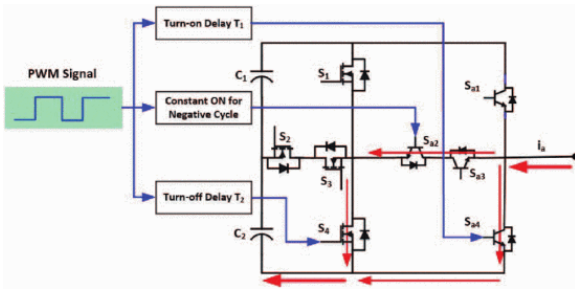 Turn-on Delay T1
PWM Signal
C1
S1
Sa1
Constant ON for
Negative Cycle
S2
Sa2
ia
S3
Sa3
Turn-off Delay T2
C2
S4
Sa4